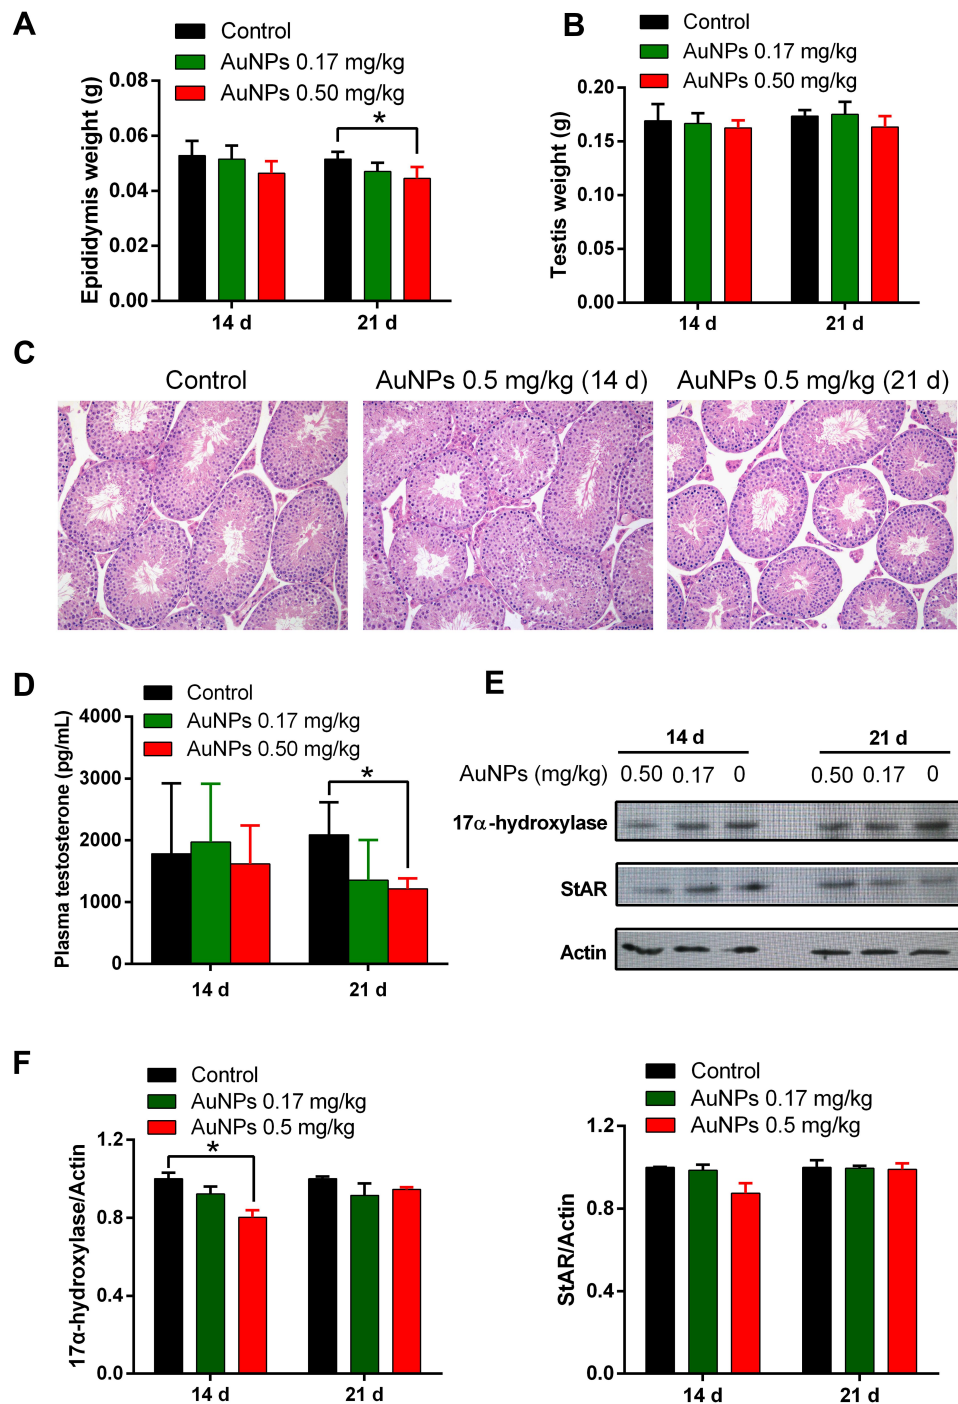 A
Control
AuNPs 0.17 mg/kg
AuNPs 0.50 mg/kg
Epididymis weight (g)
0.08
0.06
0.04
0.02
0.00
*
14 d
21 d
B
Control
AuNPs 0.17 mg/kg
AuNPs 0.50 mg/kg
Testis weight (g)
0.20
0.15
0.10
0.05
0.00
14 d
21 d
C
Control
AuNPs 0.5 mg/kg (14 d)
AuNPs 0.5 mg/kg (21 d)
D
Control
AuNPs 0.17 mg/kg
AuNPs 0.50 mg/kg
Plasma testosterone (pg/mL)
4000
3000
2000
1000
0
*
14 d
21 d
E
14 d
21 d
AuNPs (mg/kg) 0.50 0.17 0 0.50 0.17 0
17α-hydroxylase
StAR
Actin
F
Control
AuNPs 0.17 mg/kg
AuNPs 0.5 mg/kg
17α-hydroxylase/Actin
1.2
0.8
0.4
0.0
*
14 d
21 d
Control
AuNPs 0.17 mg/kg
AuNPs 0.5 mg/kg
StAR/Actin
1.2
0.8
0.4
0.0
14 d
21 d